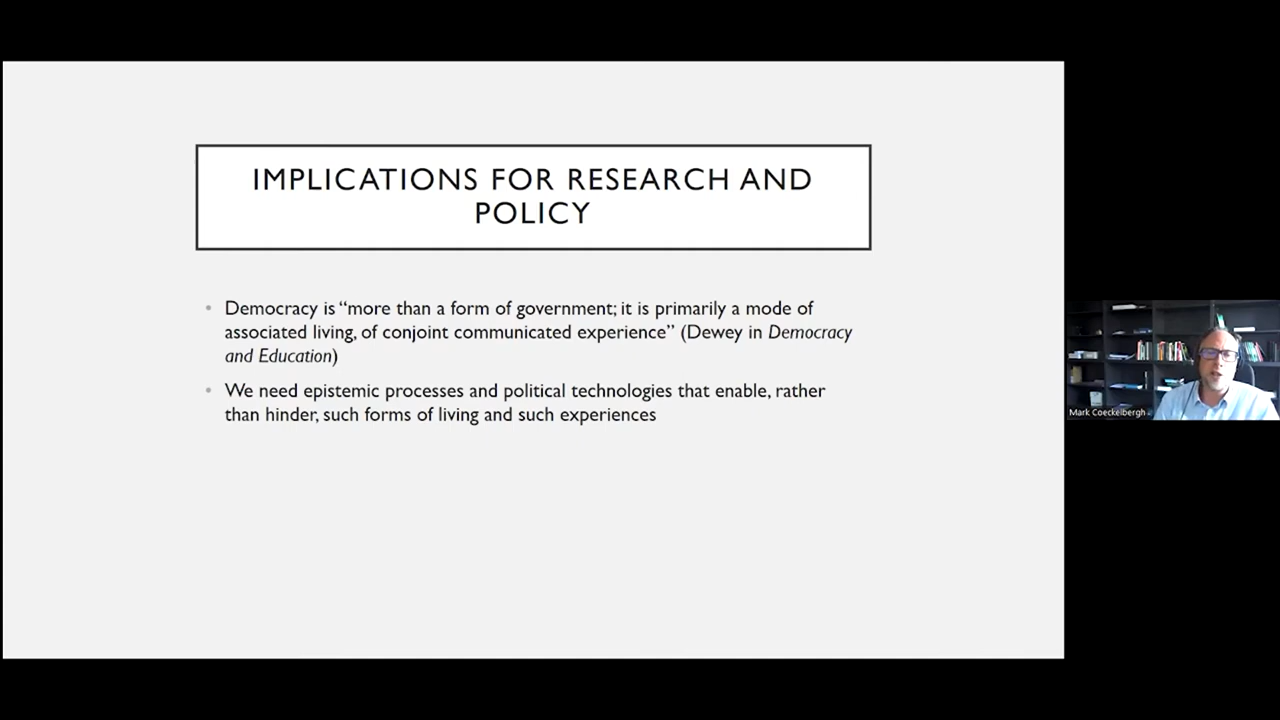 IMPLICATIONS FOR RESEARCH AND
POLICY
• Democracy is “more than a form of government; it is primarily a mode of
associated living, of conjoint communicated experience” (Dewey in Democracy
and Education)
• We need epistemic processes and political technologies that enable, rather
than hinder, such forms of living and such experiences
Mark Coeckelbergh